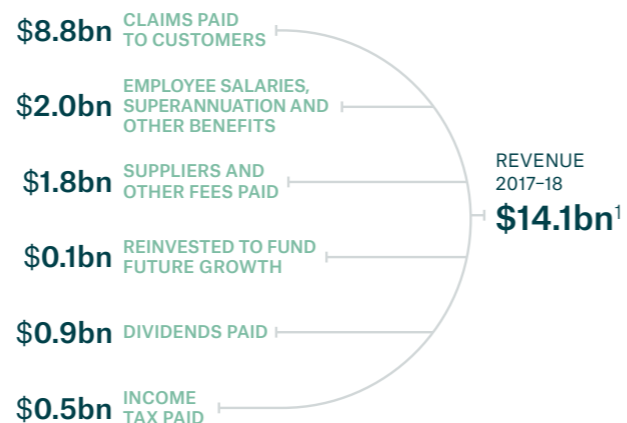 $8.8bn CLAIMS PAID
TO CUSTOMERS
$2.0bn EMPLOYEE SALARIES,
SUPERANNUATION AND
OTHER BENEFITS
$1.8bn SUPPLIERS AND
OTHER FEES PAID
$0.1bn REINVESTED TO FUND
FUTURE GROWTH
$0.9bn DIVIDENDS PAID
$0.5bn INCOME
TAX PAID
REVENUE
2017–18
$14.1bn¹